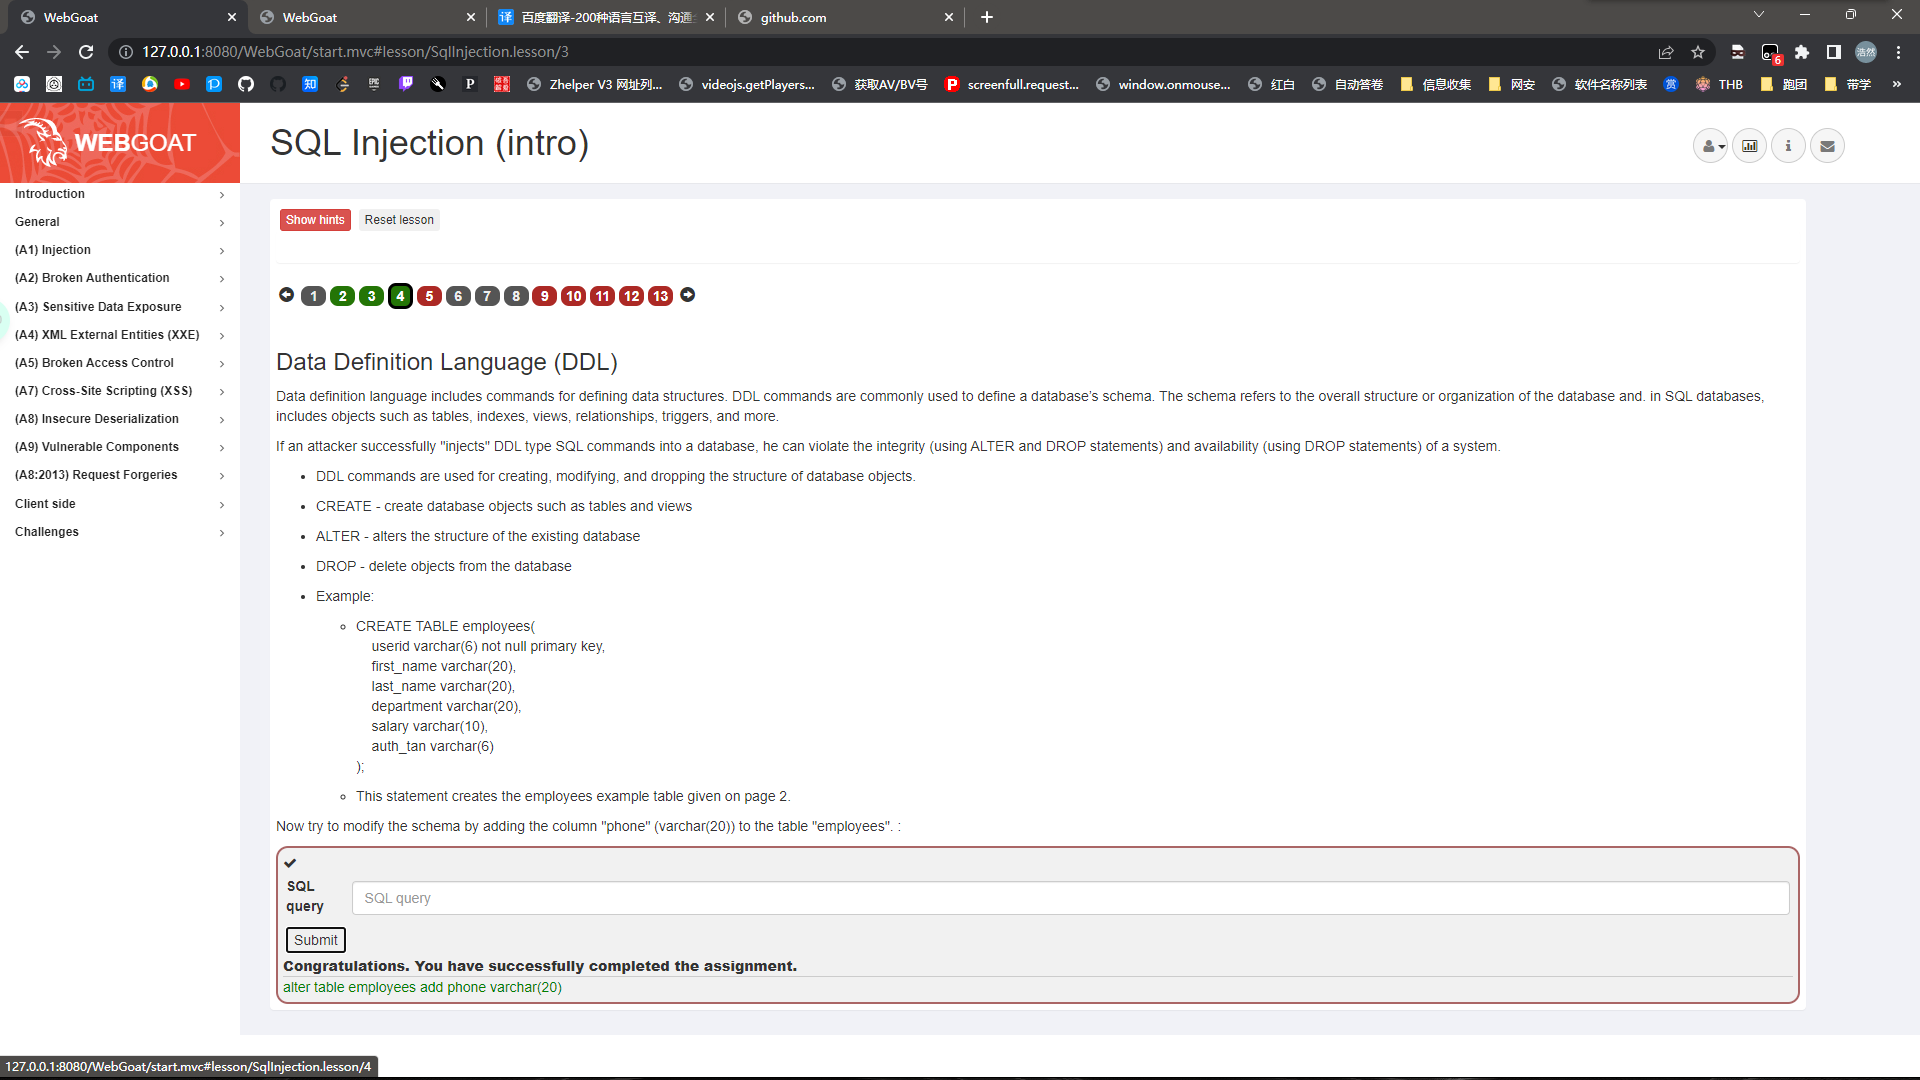 WebGoat
WebGoat
百度翻译-200种语言互译、沟通
github.com
127.0.0.1:8080/WebGoat/start.mvc#lesson/SqlInjection.lesson/3
浩然
6
译
知
EPIC
P
Zhelper V3 网址列...
videojs.getPlayers...
获取AV/BV号
screenfull.request...
window.onmouse...
红白
自动答卷
信息收集
网安
软件名称列表
THB
跑团
带学
WEBGOAT
SQL Injection (intro)
Introduction
General
(A1) Injection
(A2) Broken Authentication
(A3) Sensitive Data Exposure
(A4) XML External Entities (XXE)
(A5) Broken Access Control
(A7) Cross-Site Scripting (XSS)
(A8) Insecure Deserialization
(A9) Vulnerable Components
(A8:2013) Request Forgeries
Client side
Challenges
Show hints Reset lesson
1 2 3 4 5 6 7 8 9 10 11 12 13
Data Definition Language (DDL)
Data definition language includes commands for defining data structures. DDL commands are commonly used to define a database's schema. The schema refers to the overall structure or organization of the database and. in SQL databases,
includes objects such as tables, indexes, views, relationships, triggers, and more.
If an attacker successfully "injects" DDL type SQL commands into a database, he can violate the integrity (using ALTER and DROP statements) and availability (using DROP statements) of a system.
DDL commands are used for creating, modifying, and dropping the structure of database objects.
CREATE - create database objects such as tables and views
ALTER - alters the structure of the existing database
DROP - delete objects from the database
Example:
CREATE TABLE employees(
userid varchar(6) not null primary key,
first_name varchar(20),
last_name varchar(20),
department varchar(20),
salary varchar(10),
auth_tan varchar(6)
);
This statement creates the employees example table given on page 2.
Now try to modify the schema by adding the column "phone" (varchar(20)) to the table "employees". :
SQL
query
SQL query
Submit
Congratulations. You have successfully completed the assignment.
alter table employees add phone varchar(20)
127.0.0.1:8080/WebGoat/start.mvc#lesson/SqlInjection.lesson/4